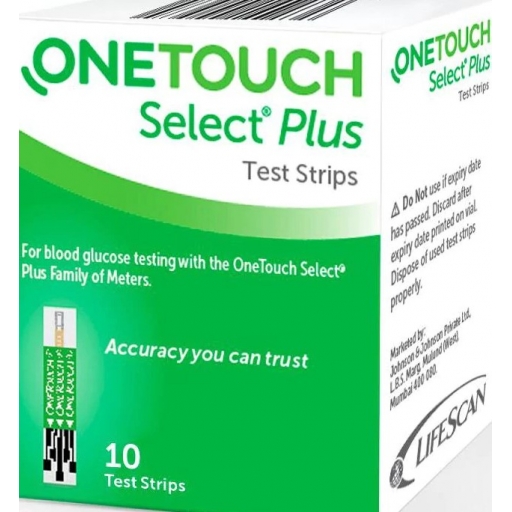 ONETOUCH
Select® Plus
Test Strips
For blood glucose testing with the OneTouch Select®
Plus Family of Meters.
Accuracy you can trust
10
Test Strips
ONETOUCH
Select® Plus
Test Strips
⚠ Do Not use if expiry date
has passed. Discard after
expiry date printed on vial.
Dispose of used test strips
properly.
Marketed by:
Johnson & Johnson Private Ltd.
L.B.S. Marg, Mulund (West),
Mumbai 400 080.
LIFESCAN